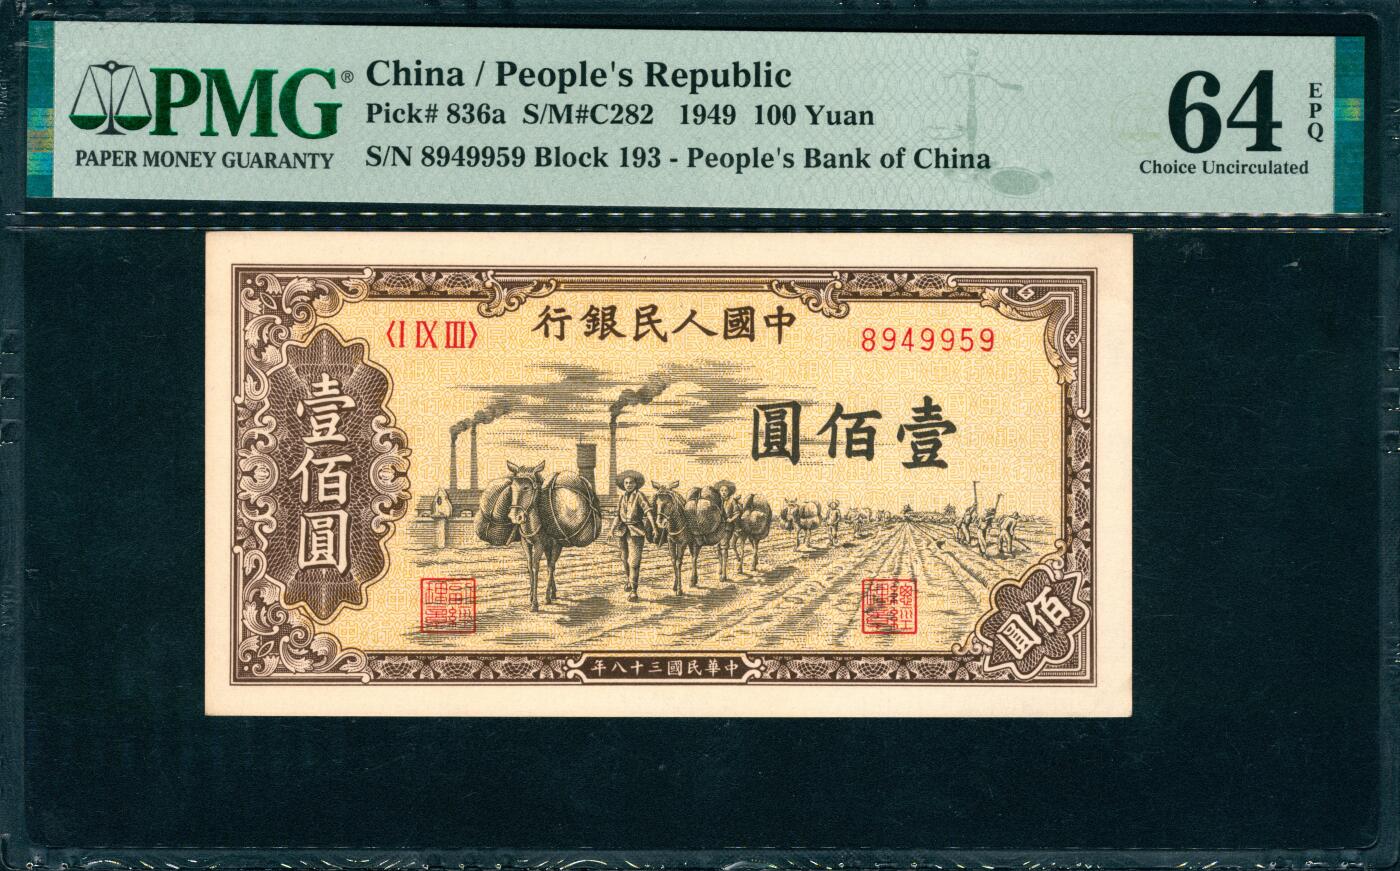 PMG®
PAPER MONEY GUARANTY
China / People's Republic
Pick# 836a S/M#C282 1949 100 Yuan
S/N 8949959 Block 193 - People's Bank of China
64
EPQ
Choice Uncirculated
行銀民人國中
〈I IX III〉
8949959
圓佰壹
壹佰圓
佰圓
年八十三國民華中